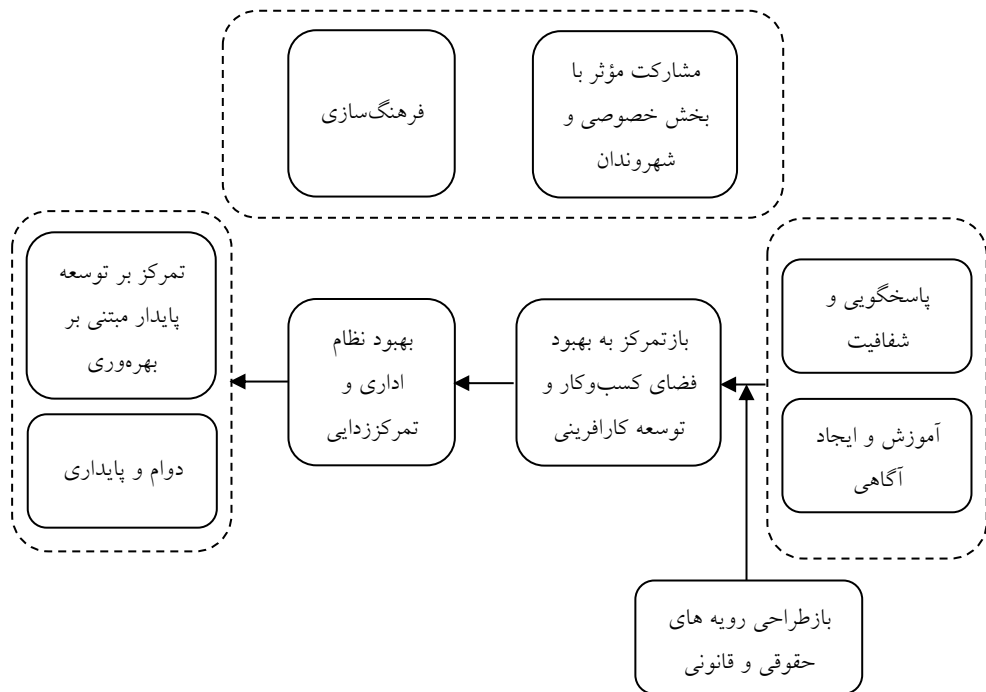 مشارکت مؤثر با
بخش خصوصی و
شهروندان
فرهنگ‌سازی
پاسخگویی و
شفافیت
آموزش و ایجاد
آگاهی
بازتمرکز به بهبود
فضای کسب‌وکار و
توسعه کارافرینی
بهبود نظام
اداری و
تمرکززدایی
تمرکز بر توسعه
پایدار مبتنی بر
بهره‌وری
دوام و پایداری
بازطراحی رویه های
حقوقی و قانونی